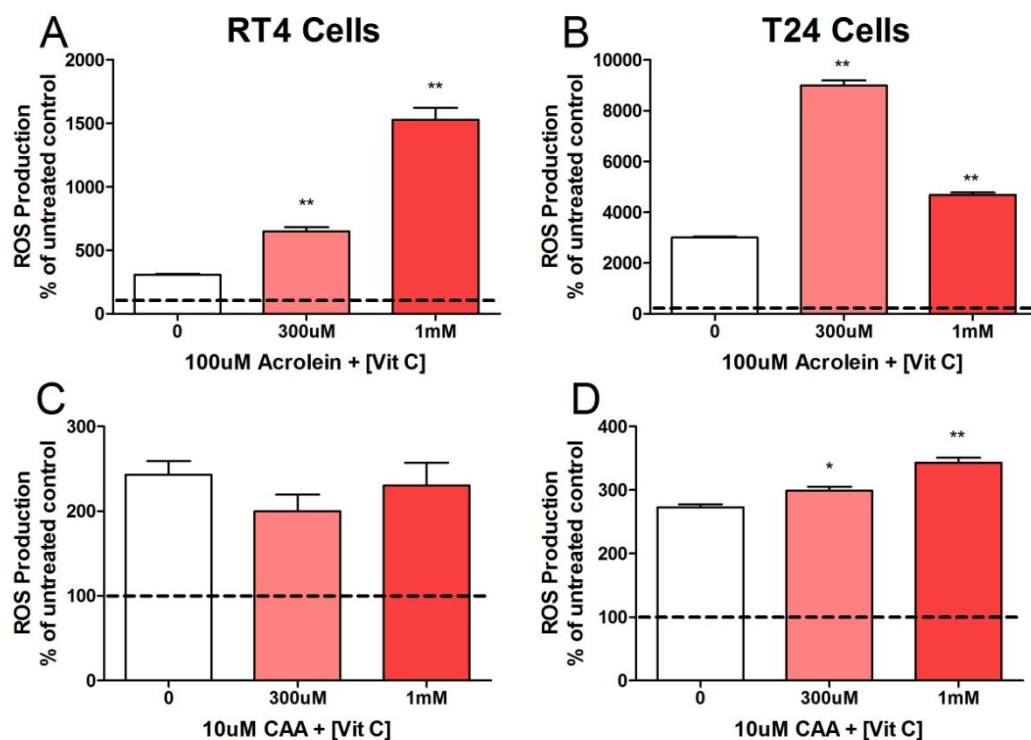 A
RT4 Cells
ROS Production
% of untreated control
2000
1500
1000
500
0
**
**
0
300uM
1mM
100uM Acrolein + [Vit C]
B
T24 Cells
ROS Production
% of untreated control
10000
8000
6000
4000
2000
0
**
**
0
300uM
1mM
100uM Acrolein + [Vit C]
C
ROS Production
% of untreated control
300
200
100
0
0
300uM
1mM
10uM CAA + [Vit C]
D
ROS Production
% of untreated control
400
300
200
100
0
*
**
0
300uM
1mM
10uM CAA + [Vit C]